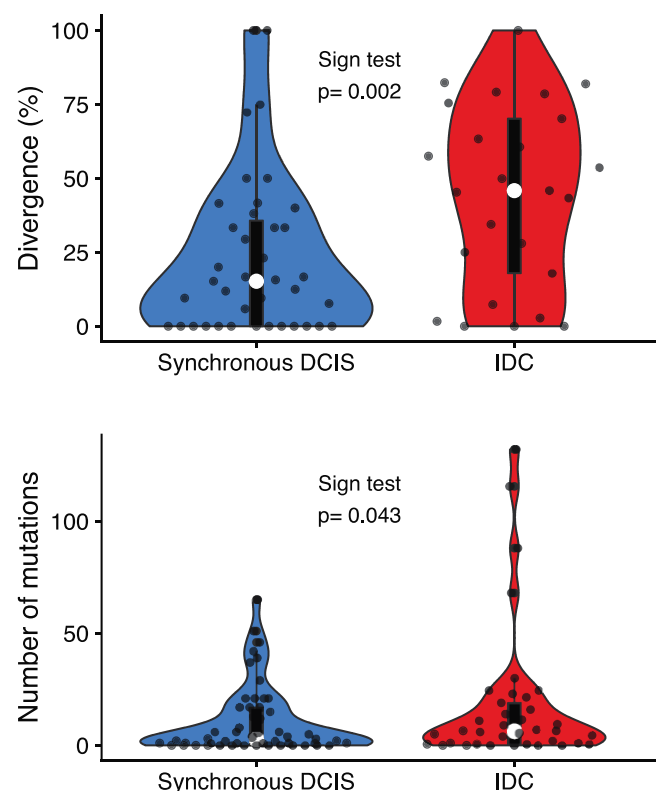 Divergence (%)
100
75
50
25
0
Sign test
p= 0.002
Synchronous DCIS
IDC
Number of mutations
100
50
0
Sign test
p= 0.043
Synchronous DCIS
IDC